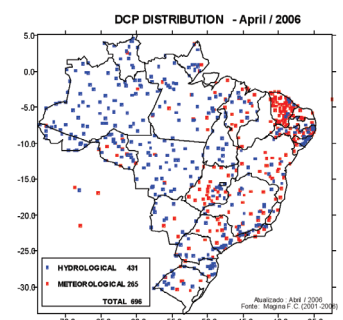 DCP DISTRIBUTION - April / 2006
5.0
0.0
-5.0
-10.0
-15.0
-20.0
-25.0
-30.0
HYDROLOGICAL 431
METEOROLOGICAL 265
TOTAL 696
Atualizado: Abril / 2006
Fonte: Magina F.C. (2001-2006)